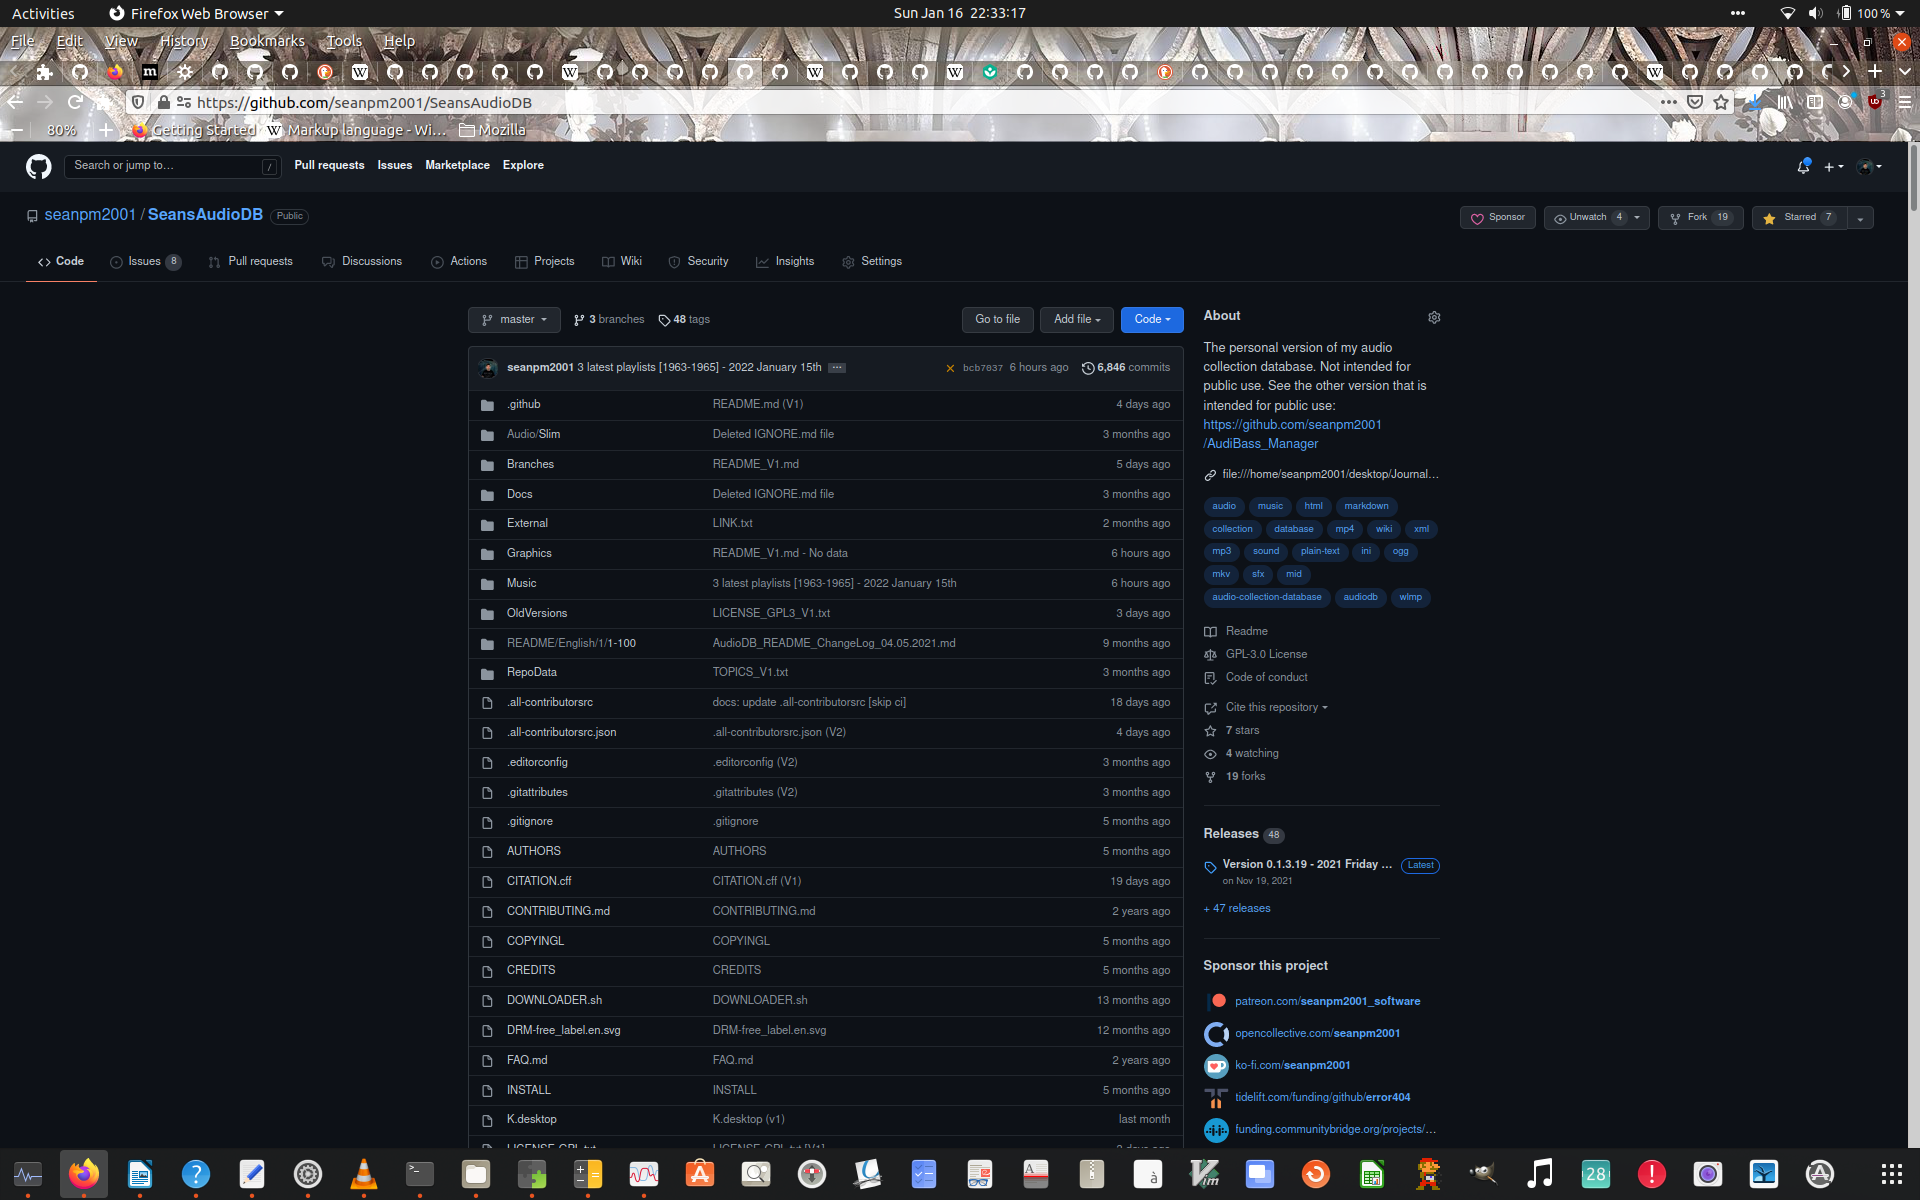 Activities
Firefox Web Browser
Sun Jan 16 22:33:17
100 %
File Edit View History Bookmarks Tools Help
https://github.com/seanpm2001/SeansAudioDB
3
80%
Getting Started
Markup language - Wi…
Mozilla
Search or jump to…
/
Pull requests Issues Marketplace Explore
seanpm2001 / SeansAudioDB Public
Sponsor
Unwatch 4
Fork 19
Starred 7
Code
Issues 8
Pull requests
Discussions
Actions
Projects
Wiki
Security
Insights
Settings
master
3 branches
48 tags
Go to file
Add file
Code
seanpm2001 3 latest playlists [1963-1965] - 2022 January 15th
bcb7037 6 hours ago
6,846 commits
.github README.md (V1) 4 days ago
Audio/Slim Deleted IGNORE.md file 3 months ago
Branches README_V1.md 5 days ago
Docs Deleted IGNORE.md file 3 months ago
External LINK.txt 2 months ago
Graphics README_V1.md - No data 6 hours ago
Music 3 latest playlists [1963-1965] - 2022 January 15th 6 hours ago
OldVersions LICENSE_GPL3_V1.txt 3 days ago
README/English/1/1-100 AudioDB_README_ChangeLog_04.05.2021.md 9 months ago
RepoData TOPICS_V1.txt 3 months ago
.all-contributorsrc docs: update .all-contributorsrc [skip ci] 18 days ago
.all-contributorsrc.json .all-contributorsrc.json (V2) 4 days ago
.editorconfig .editorconfig (V2) 3 months ago
.gitattributes .gitattributes (V2) 3 months ago
.gitignore .gitignore 5 months ago
AUTHORS AUTHORS 5 months ago
CITATION.cff CITATION.cff (V1) 19 days ago
CONTRIBUTING.md CONTRIBUTING.md 2 years ago
COPYINGL COPYINGL 5 months ago
CREDITS CREDITS 5 months ago
DOWNLOADER.sh DOWNLOADER.sh 13 months ago
DRM-free_label.en.svg DRM-free_label.en.svg 12 months ago
FAQ.md FAQ.md 2 years ago
INSTALL INSTALL 5 months ago
K.desktop K.desktop (v1) last month
About
The personal version of my audio
collection database. Not intended for
public use. See the other version that is
intended for public use:
https://github.com/seanpm2001
/AudiBass_Manager
file:///home/seanpm2001/desktop/Journal…
audio music html markdown
collection database mp4 wiki xml
mp3 sound plain-text ini ogg
mkv sfx mid
audio-collection-database audiodb wlmp
Readme
GPL-3.0 License
Code of conduct
Cite this repository
7 stars
4 watching
19 forks
Releases 48
Version 0.1.3.19 - 2021 Friday … Latest
on Nov 19, 2021
+ 47 releases
Sponsor this project
patreon.com/seanpm2001_software
opencollective.com/seanpm2001
ko-fi.com/seanpm2001
tidelift.com/funding/github/error404
funding.communitybridge.org/projects/…
28